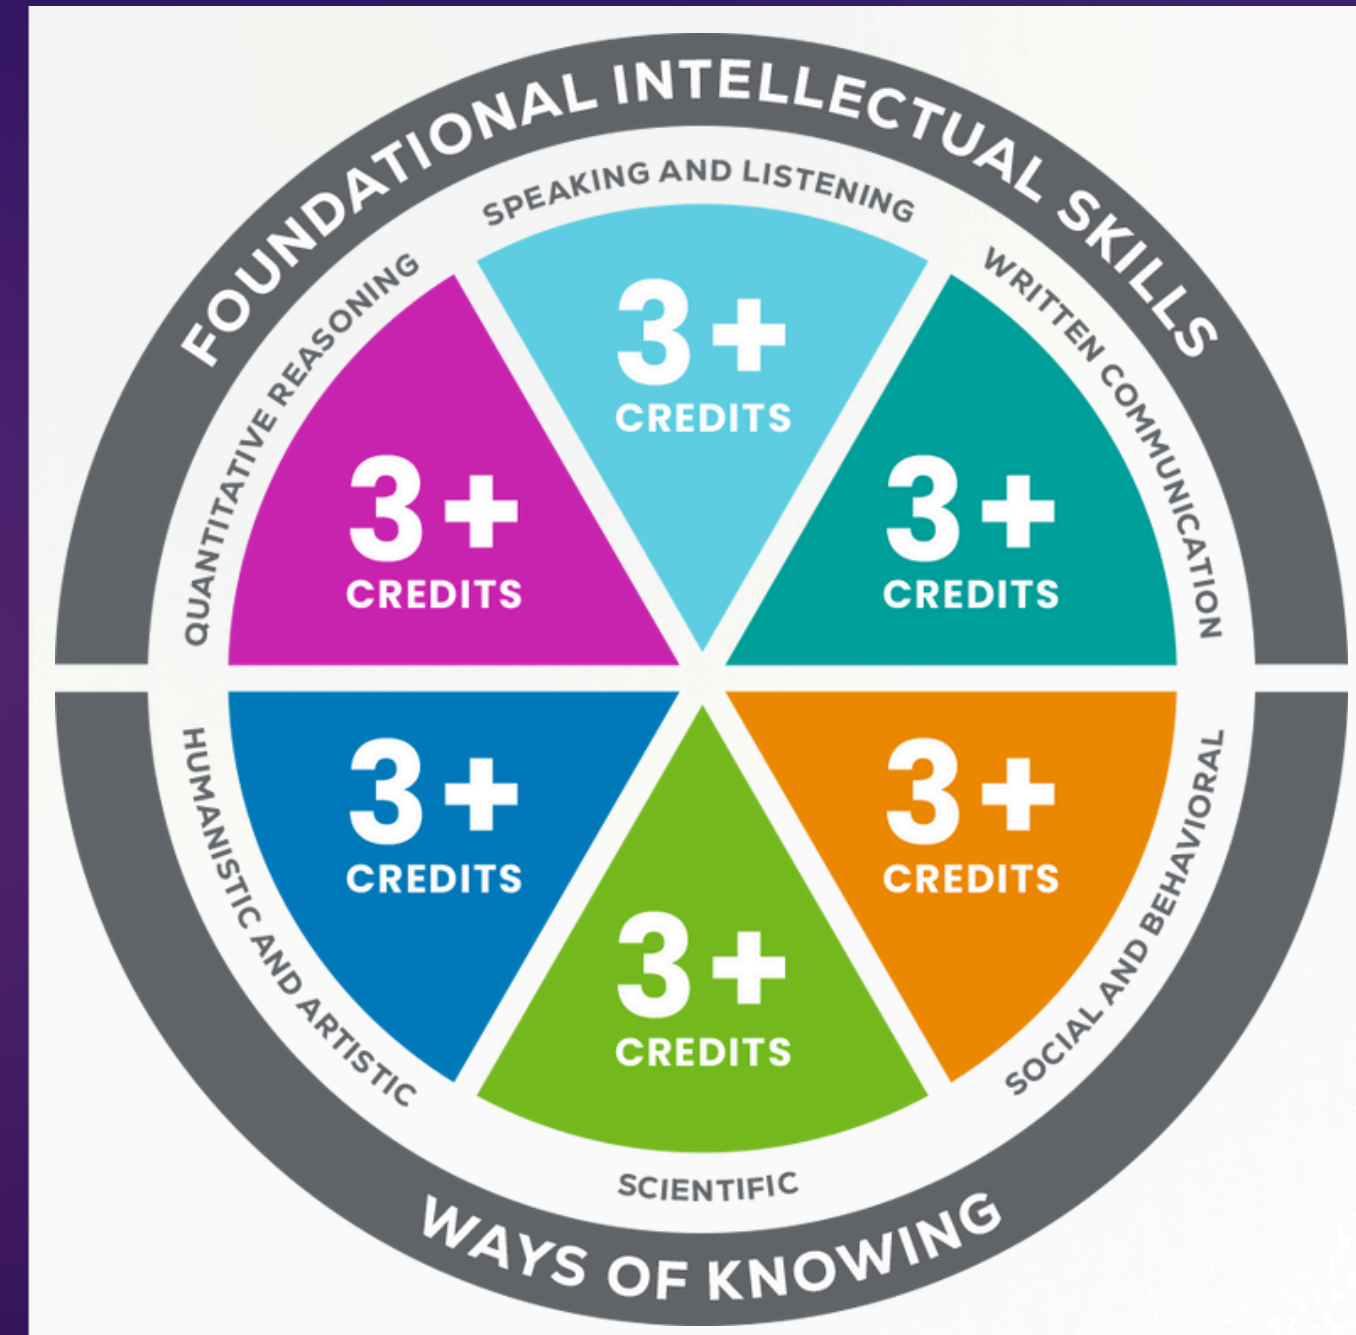 FOUNDATIONAL INTELLECTUAL SKILLS
SPEAKING AND LISTENING
QUANTITATIVE REASONING
WRITTEN COMMUNICATION
3+
CREDITS
3+
CREDITS
3+
CREDITS
3+
CREDITS
3+
CREDITS
3+
CREDITS
HUMANISTIC AND ARTISTIC
SOCIAL AND BEHAVIORAL
SCIENTIFIC
WAYS OF KNOWING